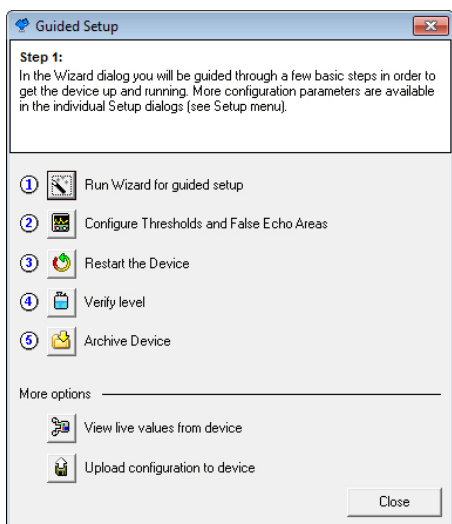 Guided Setup
Step 1:
In the Wizard dialog you will be guided through a few basic steps in order to
get the device up and running. More configuration parameters are available
in the individual Setup dialogs (see Setup menu).
1 Run Wizard for guided setup
2 Configure Thresholds and False Echo Areas
3 Restart the Device
4 Verify level
5 Archive Device
More options
View live values from device
Upload configuration to device
Close